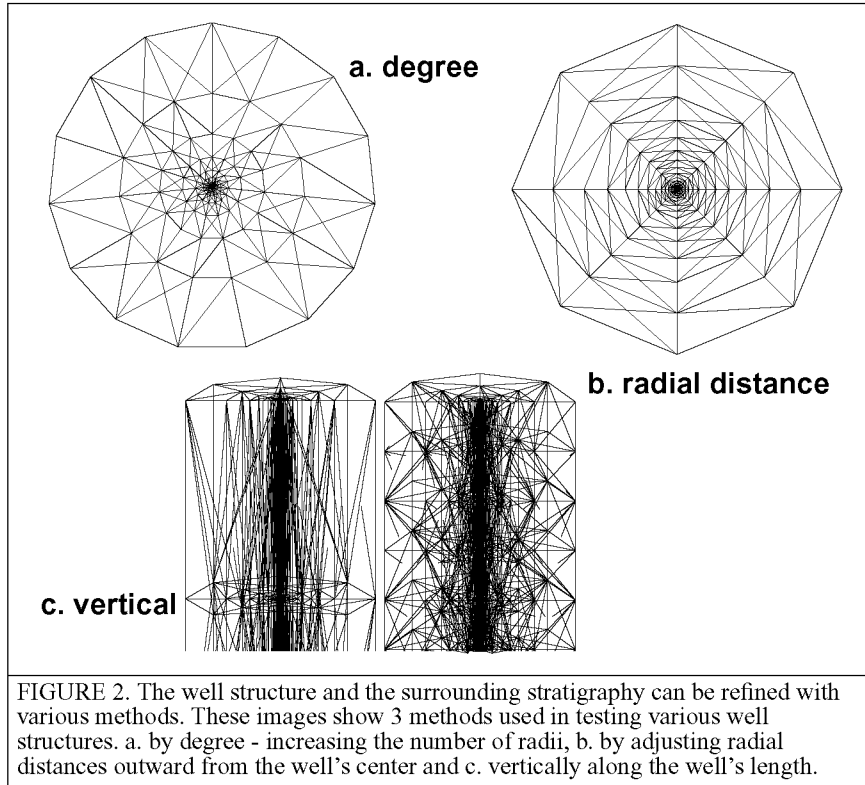 a. degree
b. radial distance
c. vertical
FIGURE 2. The well structure and the surrounding stratigraphy can be refined with
various methods. These images show 3 methods used in testing various well
structures. a. by degree - increasing the number of radii, b. by adjusting radial
distances outward from the well's center and c. vertically along the well's length.